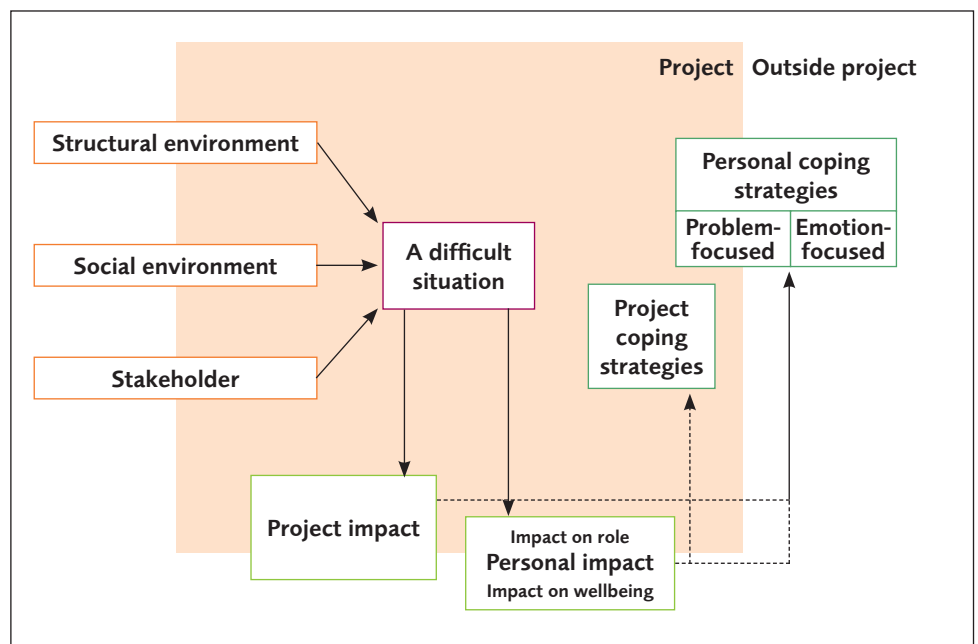 Project
Outside project
Structural environment
Social environment
Stakeholder
A difficult
situation
Personal coping
strategies
Problem-
focused
Emotion-
focused
Project
coping
strategies
Project impact
Impact on role
Personal impact
Impact on wellbeing